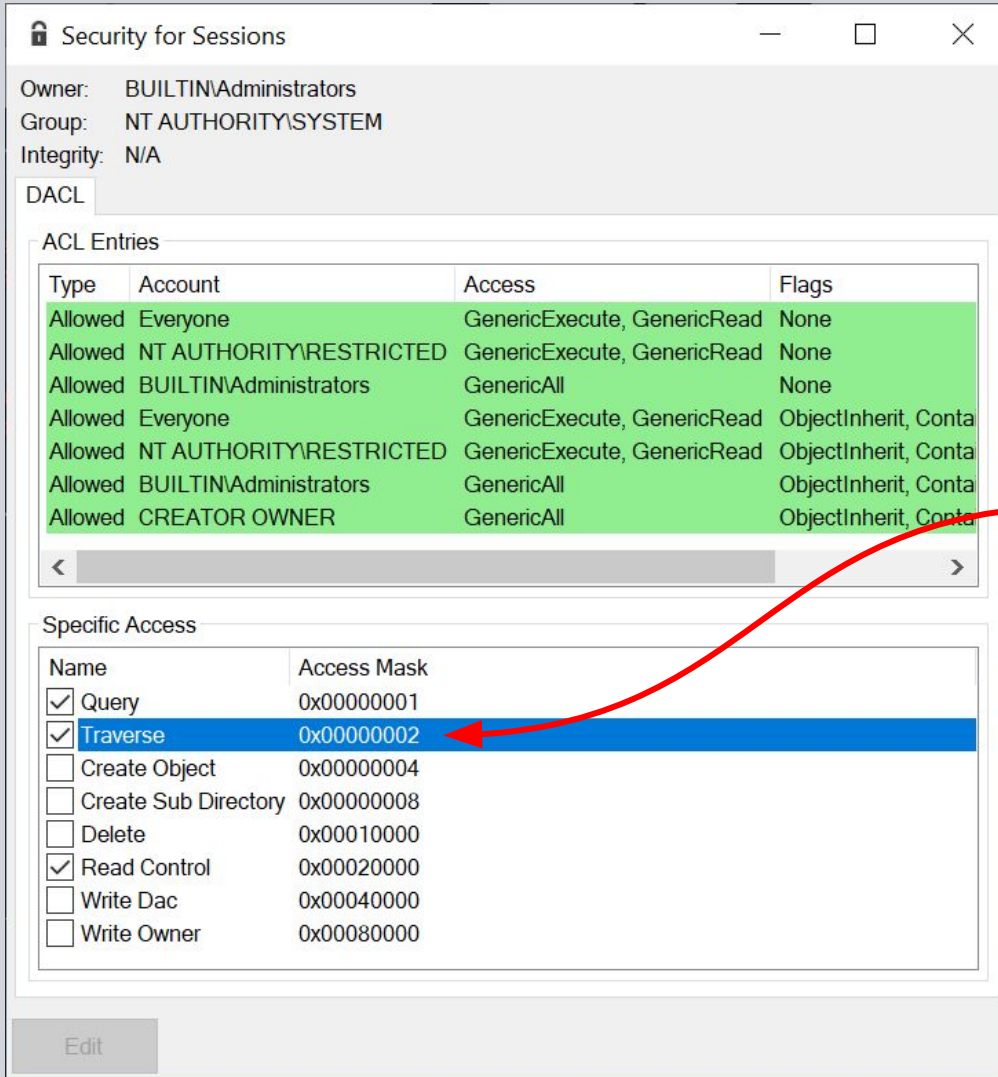 Security for Sessions
Owner: BUILTIN\Administrators
Group: NT AUTHORITY\SYSTEM
Integrity: N/A
DACL
ACL Entries
Type Account Access Flags
Allowed Everyone GenericExecute, GenericRead None
Allowed NT AUTHORITY\RESTRICTED GenericExecute, GenericRead None
Allowed BUILTIN\Administrators GenericAll None
Allowed Everyone GenericExecute, GenericRead ObjectInherit, Contai
Allowed NT AUTHORITY\RESTRICTED GenericExecute, GenericRead ObjectInherit, Contai
Allowed BUILTIN\Administrators GenericAll ObjectInherit, Contai
Allowed CREATOR OWNER GenericAll ObjectInherit, Contai
Specific Access
Name Access Mask
Query 0x00000001
Traverse 0x00000002
Create Object 0x00000004
Create Sub Directory 0x00000008
Delete 0x00010000
Read Control 0x00020000
Write Dac 0x00040000
Write Owner 0x00080000
Edit